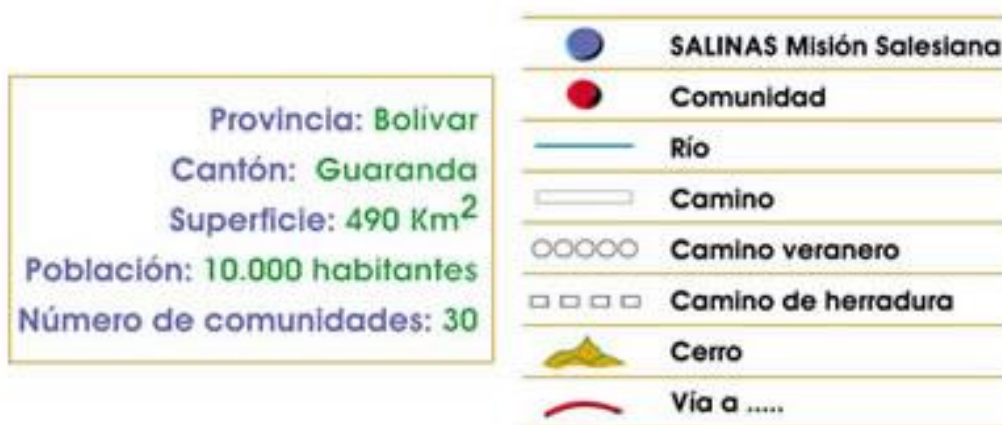 Provincia: Bolívar
Cantón: Guaranda
Superficie: 490 Km²
Población: 10.000 habitantes
Número de comunidades: 30
SALINAS Misión Salesiana
Comunidad
Río
Camino
Camino veranero
Camino de herradura
Cerro
Vía a .....